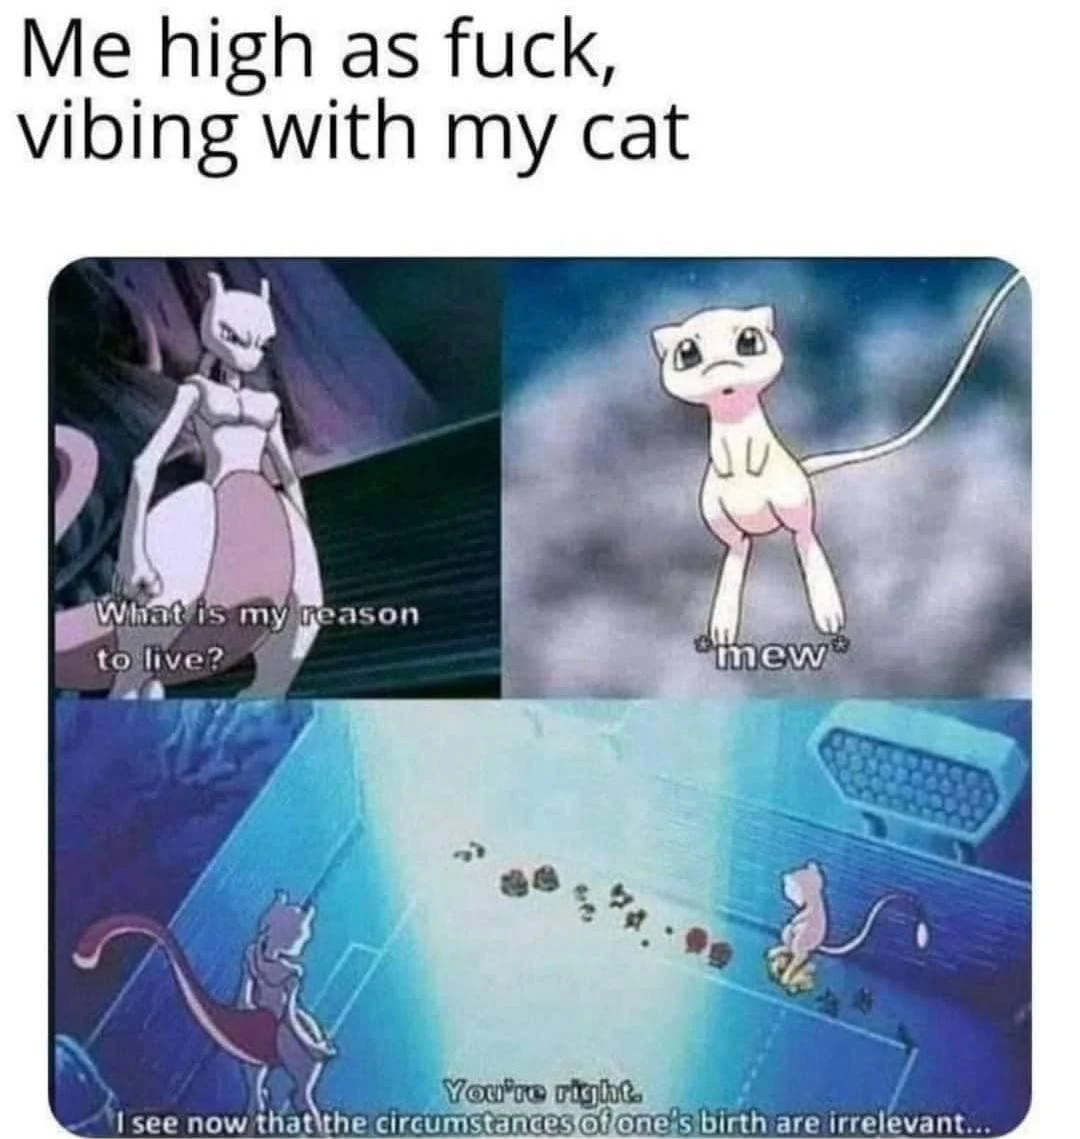 Me high as fuck,
vibing with my cat
What is my reason
to live?
*mew*
You're right.
I see now that the circumstances of one's birth are irrelevant...